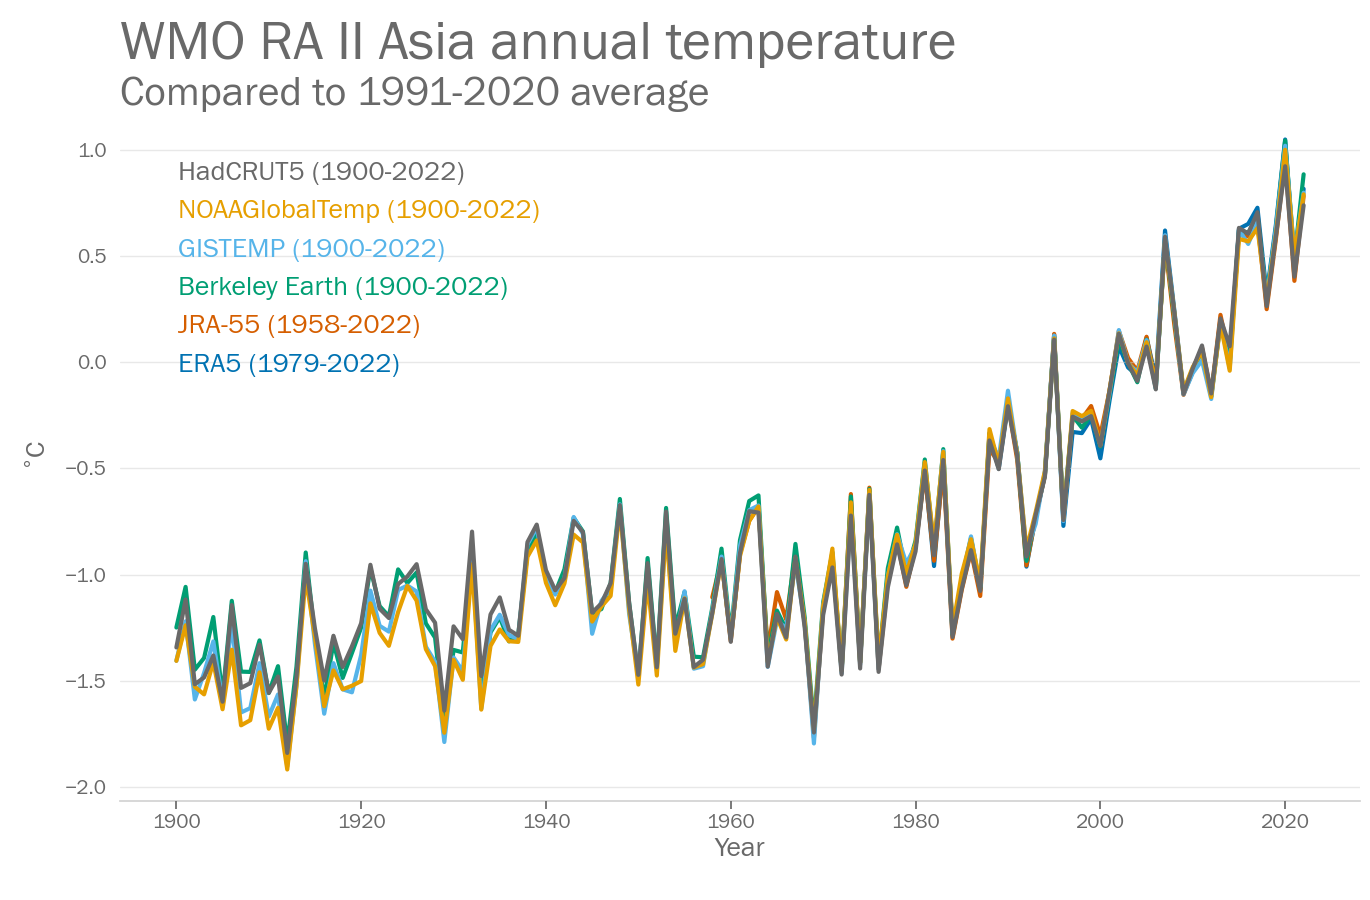 WMO RA II Asia annual temperature
Compared to 1991-2020 average
1.0
HadCRUT5 (1900-2022)
NOAAGlobalTemp (1900-2022)
GISTEMP (1900-2022)
0.5
Berkeley Earth (1900-2022)
JRA-55 (1958-2022)
0.0
ERA5 (1979-2022)
°C
−0.5
−1.0
−1.5
−2.0
1900 1920 1940 1960 1980 2000 2020
Year